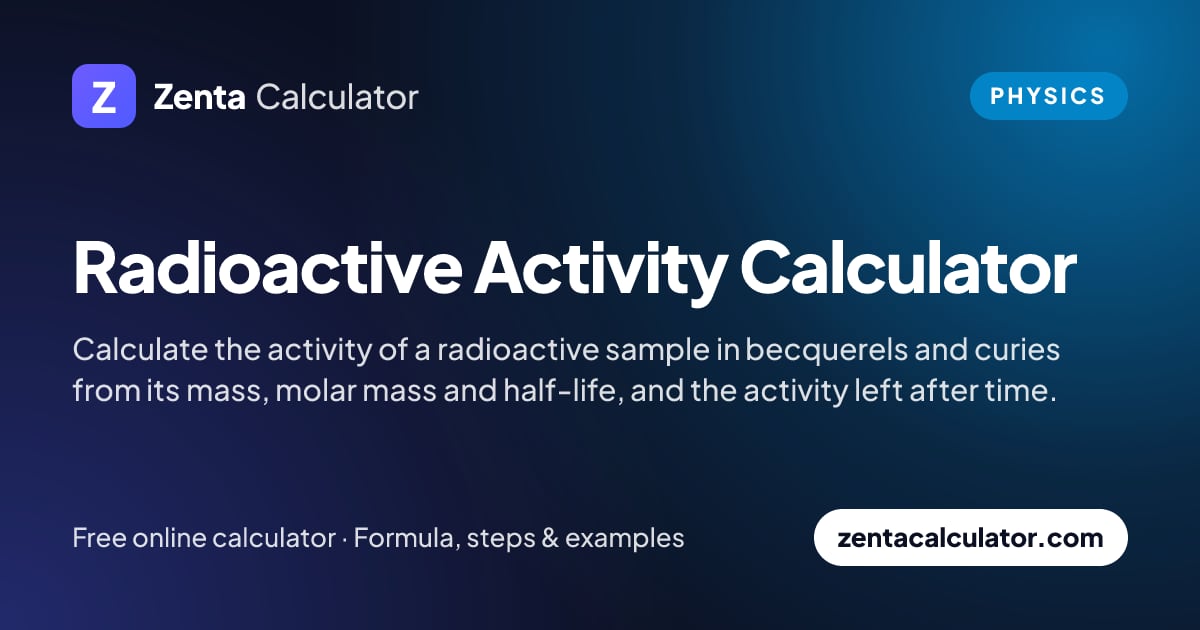 Z Zenta Calculator
PHYSICS
Radioactive Activity Calculator
Calculate the activity of a radioactive sample in becquerels and curies
from its mass, molar mass and half-life, and the activity left after time.
Free online calculator · Formula, steps & examples
zentacalculator.com